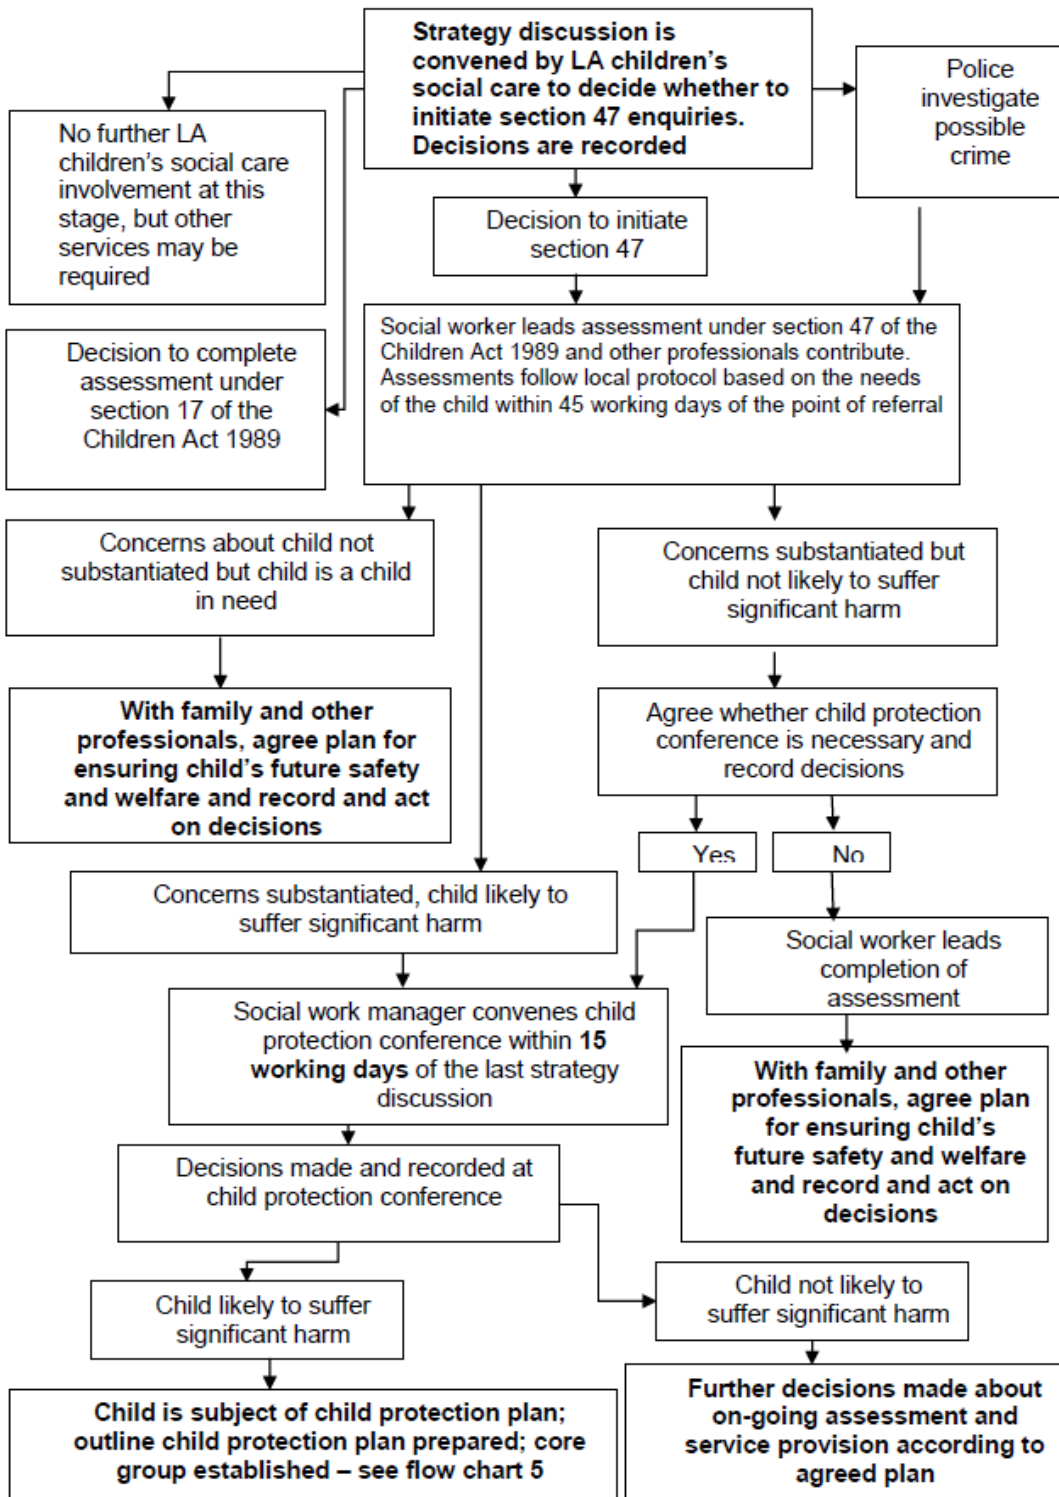 Strategy discussion is
convened by LA children’s
social care to decide whether to
initiate section 47 enquiries.
Decisions are recorded
Police
investigate
possible
crime
No further LA
children’s social care
involvement at this
stage, but other
services may be
required
Decision to initiate
section 47
Decision to complete
assessment under
section 17 of the
Children Act 1989
Social worker leads assessment under section 47 of the
Children Act 1989 and other professionals contribute.
Assessments follow local protocol based on the needs
of the child within 45 working days of the point of referral
Concerns about child not
substantiated but child is a child
in need
Concerns substantiated but
child not likely to suffer
significant harm
With family and other
professionals, agree plan for
ensuring child’s future safety
and welfare and record and act
on decisions
Agree whether child protection
conference is necessary and
record decisions
Yes
No
Concerns substantiated, child likely to
suffer significant harm
Social worker leads
completion of
assessment
Social work manager convenes child
protection conference within 15
working days of the last strategy
discussion
With family and other
professionals, agree plan
for ensuring child’s
future safety and welfare
and record and act on
decisions
Decisions made and recorded at
child protection conference
Child likely to suffer
significant harm
Child not likely to
suffer significant harm
Child is subject of child protection plan;
outline child protection plan prepared; core
group established – see flow chart 5
Further decisions made about
on-going assessment and
service provision according to
agreed plan